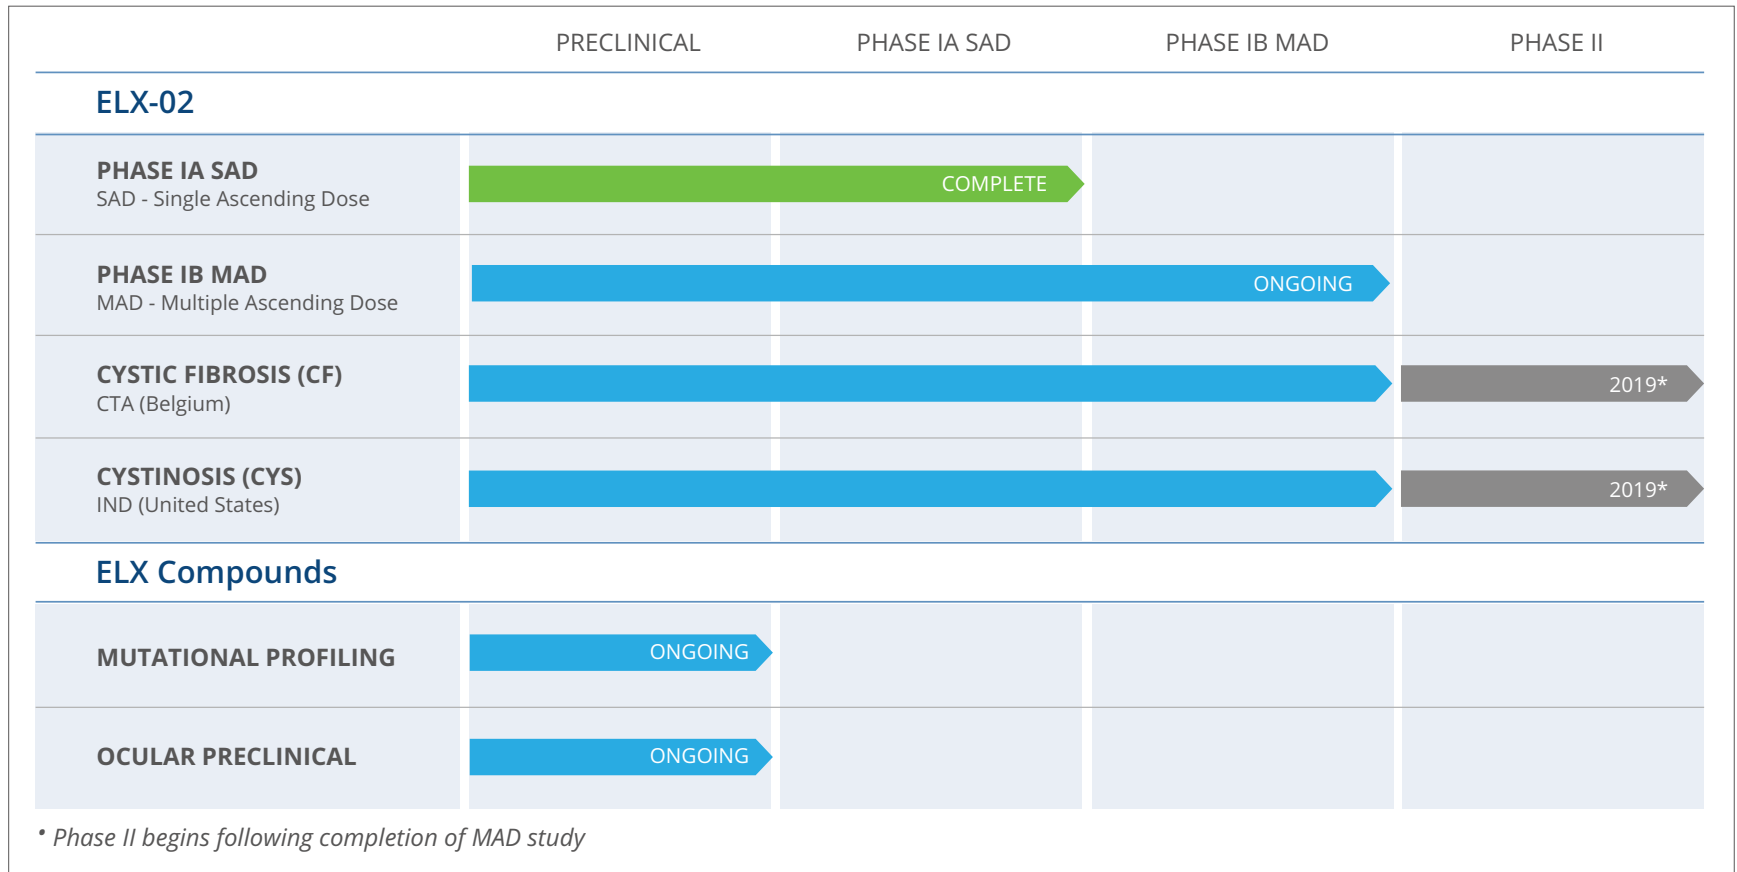 PRECLINICAL PHASE IA SAD PHASE IB MAD PHASE II
ELX-02
PHASE IA SAD
SAD - Single Ascending Dose
COMPLETE
PHASE IB MAD
MAD - Multiple Ascending Dose
ONGOING
CYSTIC FIBROSIS (CF)
CTA (Belgium)
2019*
CYSTINOSIS (CYS)
IND (United States)
2019*
ELX Compounds
MUTATIONAL PROFILING
ONGOING
OCULAR PRECLINICAL
ONGOING
* Phase II begins following completion of MAD study